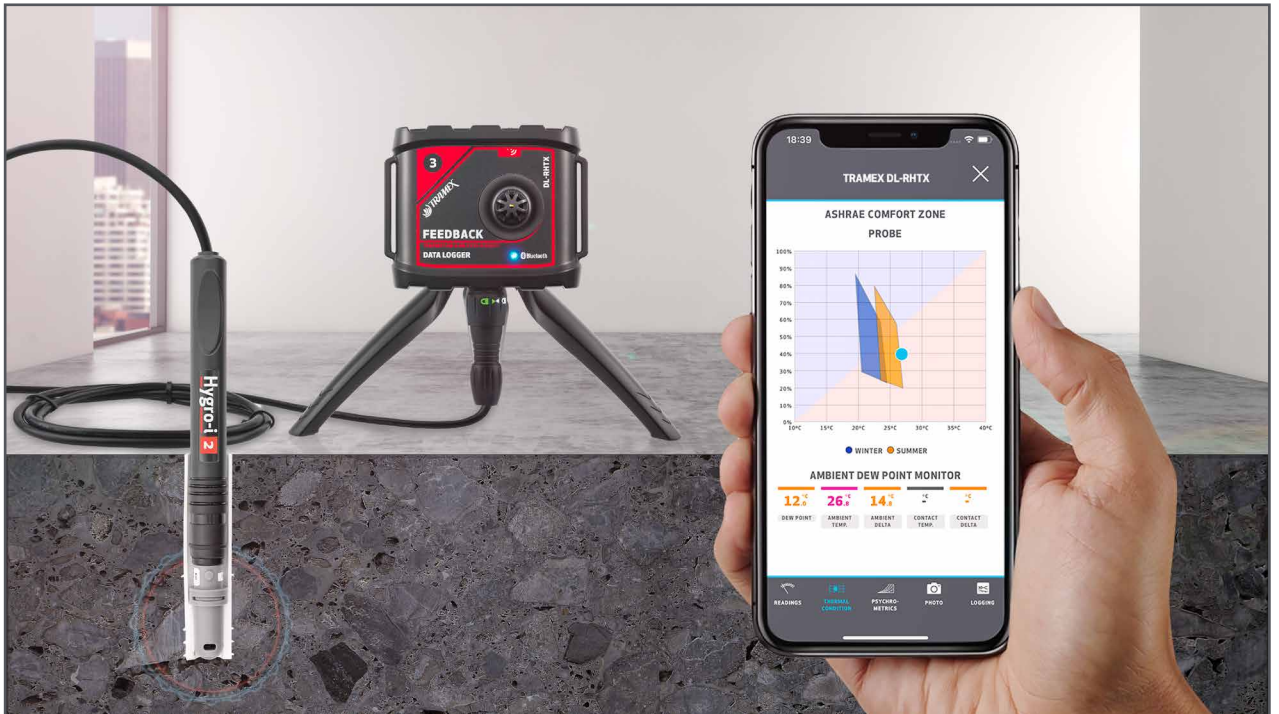 3
TRAMEX
DL-RHTX
FEEDBACK
DATA LOGGER
Bluetooth
Hygro-i 2
18:39
TRAMEX DL-RHTX
ASHRAE COMFORT ZONE
PROBE
100%
90%
80%
70%
60%
50%
40%
30%
20%
10%
0%
10°C 15°C 20°C 25°C 30°C 35°C 40°C
WINTER SUMMER
AMBIENT DEW POINT MONITOR
12.0 °C 26.8 °C 14.8 °C - °C - °C
DEW POINT AMBIENT TEMP. AMBIENT DELTA CONTACT TEMP. CONTACT DELTA
READINGS THERMAL CONDITION PSYCHRO-METRICS PHOTO LOGGING